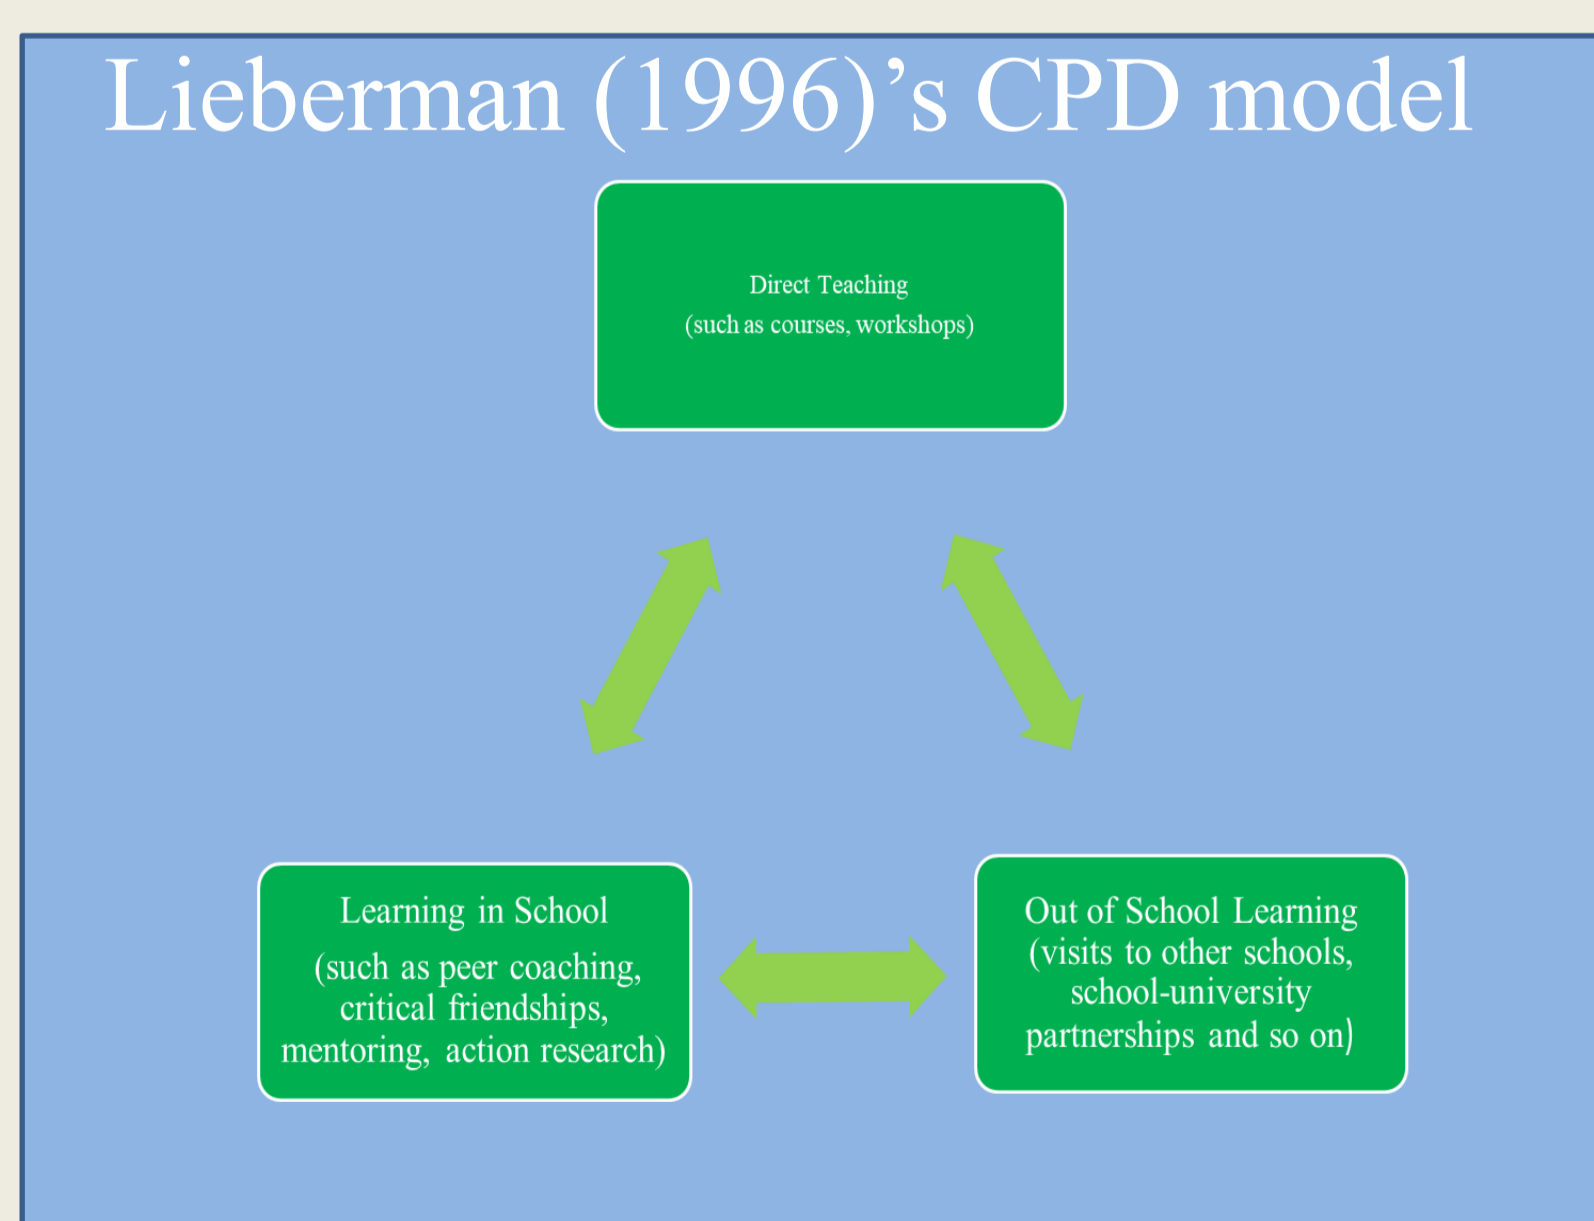 Lieberman (1996)’s CPD model
Direct Teaching
(such as courses, workshops)
Learning in School
(such as peer coaching,
critical friendships,
mentoring, action research)
Out of School Learning
(visits to other schools,
school-university
partnerships and so on)